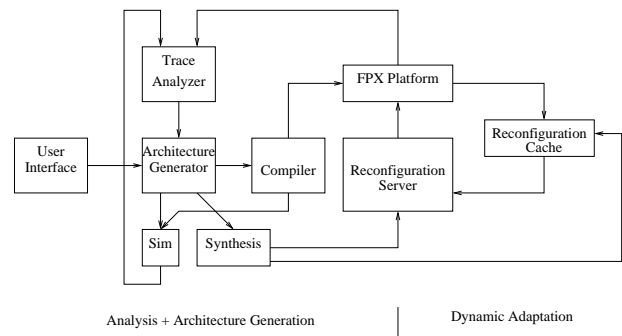 Trace
Analyzer
FPX Platform
Reconfiguration
Cache
User
Interface
Architecture
Generator
Compiler
Reconfiguration
Server
Sim
Synthesis
Analysis + Architecture Generation
Dynamic Adaptation